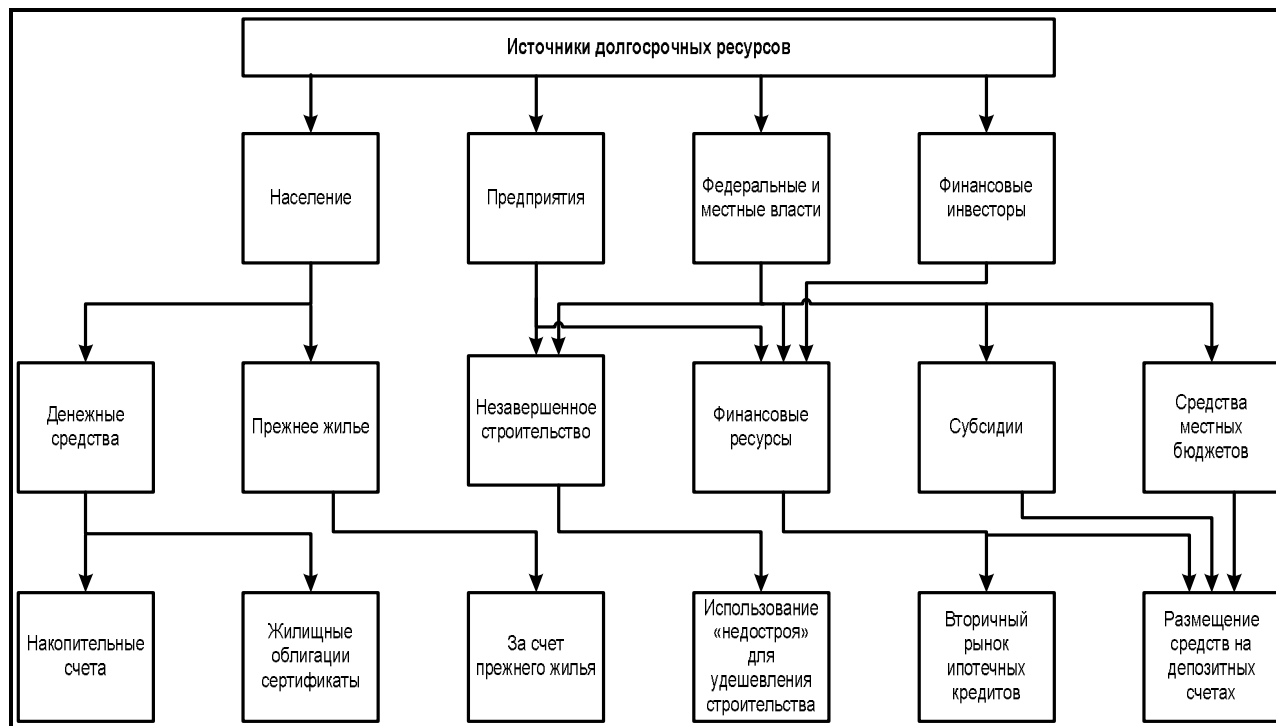 Источники долгосрочных ресурсов
Население
Предприятия
Федеральные и
местные власти
Финансовые
инвесторы
Денежные
средства
Прежнее жилье
Незавершенное
строительство
Финансовые
ресурсы
Субсидии
Средства
местных
бюджетов
Накопительные
счета
Жилищные
облигации
сертификаты
За счет
прежнего жилья
Использование
«недостроя» для
удешевления
строительства
Вторичный
рынок
ипотечных
кредитов
Размещение
средств на
депозитных
счетах